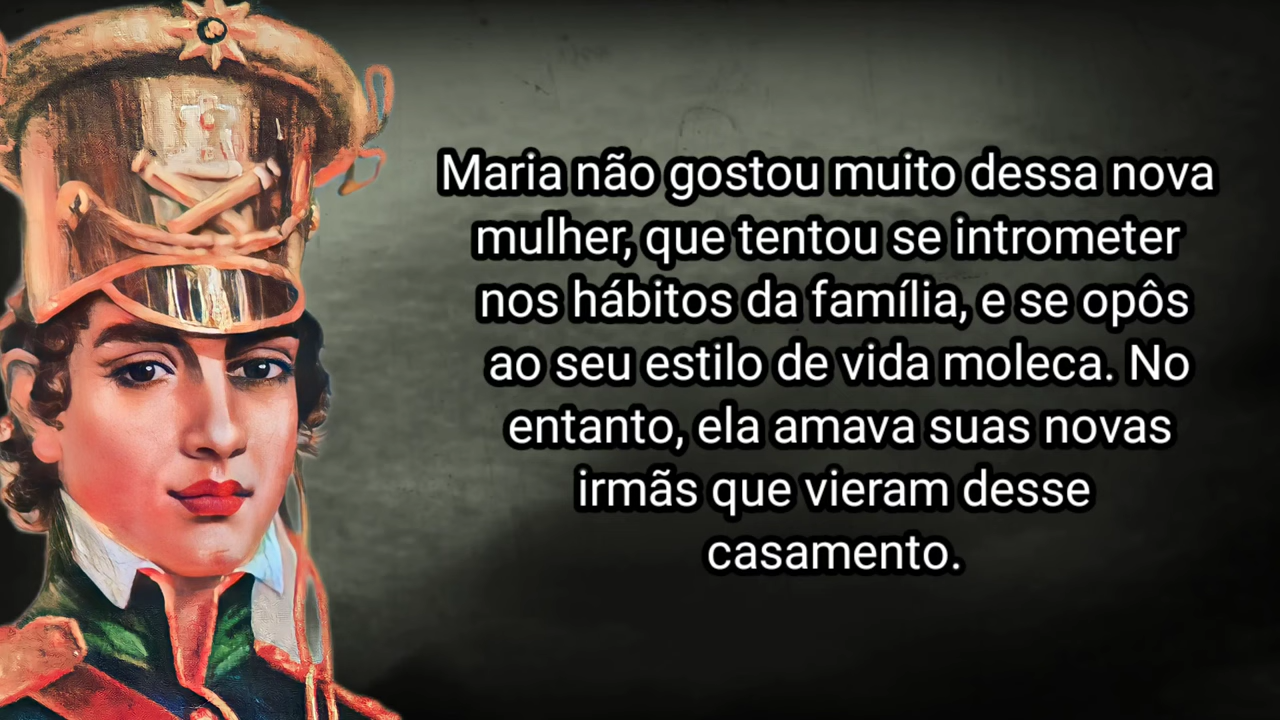 Maria não gostou muito dessa nova
mulher, que tentou se intrometer
nos hábitos da família, e se opôs
ao seu estilo de vida moleca. No
entanto, ela amava suas novas
irmãs que vieram desse
casamento.